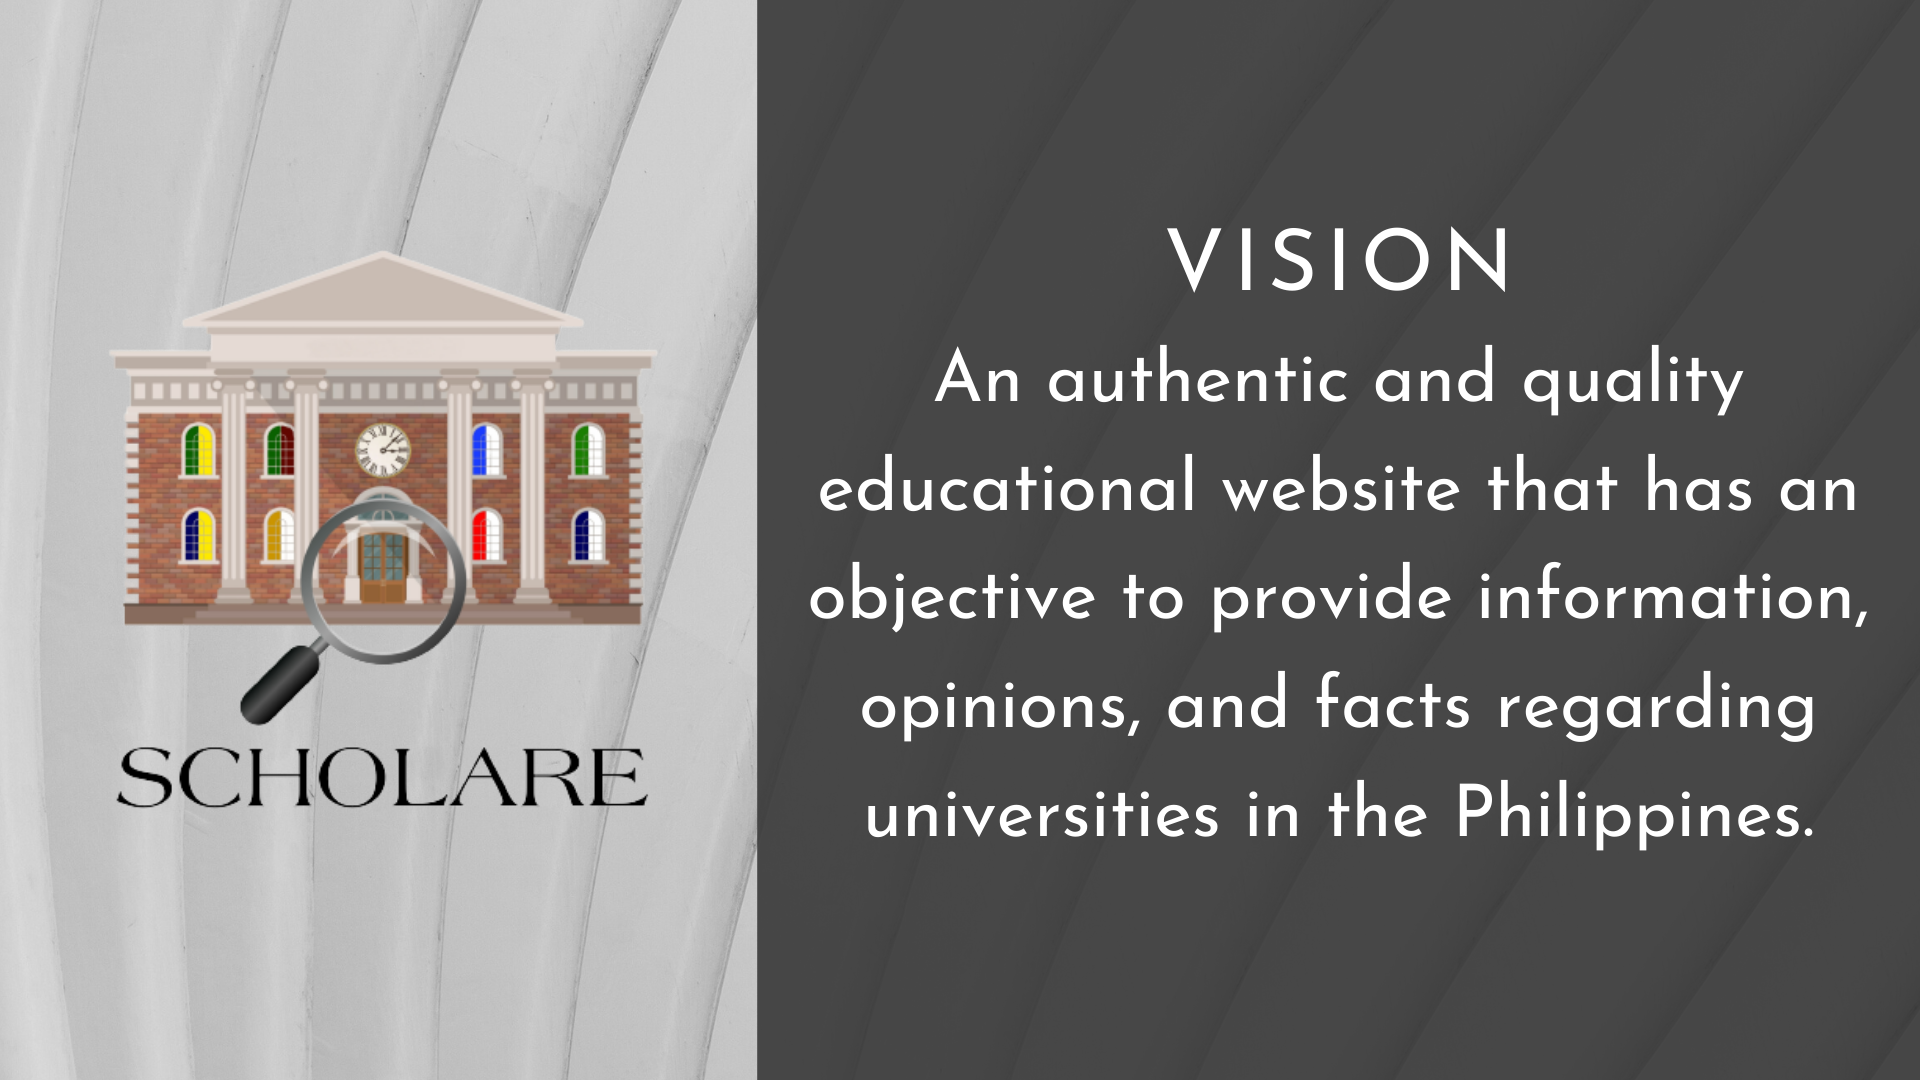 SCHOLARE
VISION
An authentic and quality
educational website that has an
objective to provide information,
opinions, and facts regarding
universities in the Philippines.